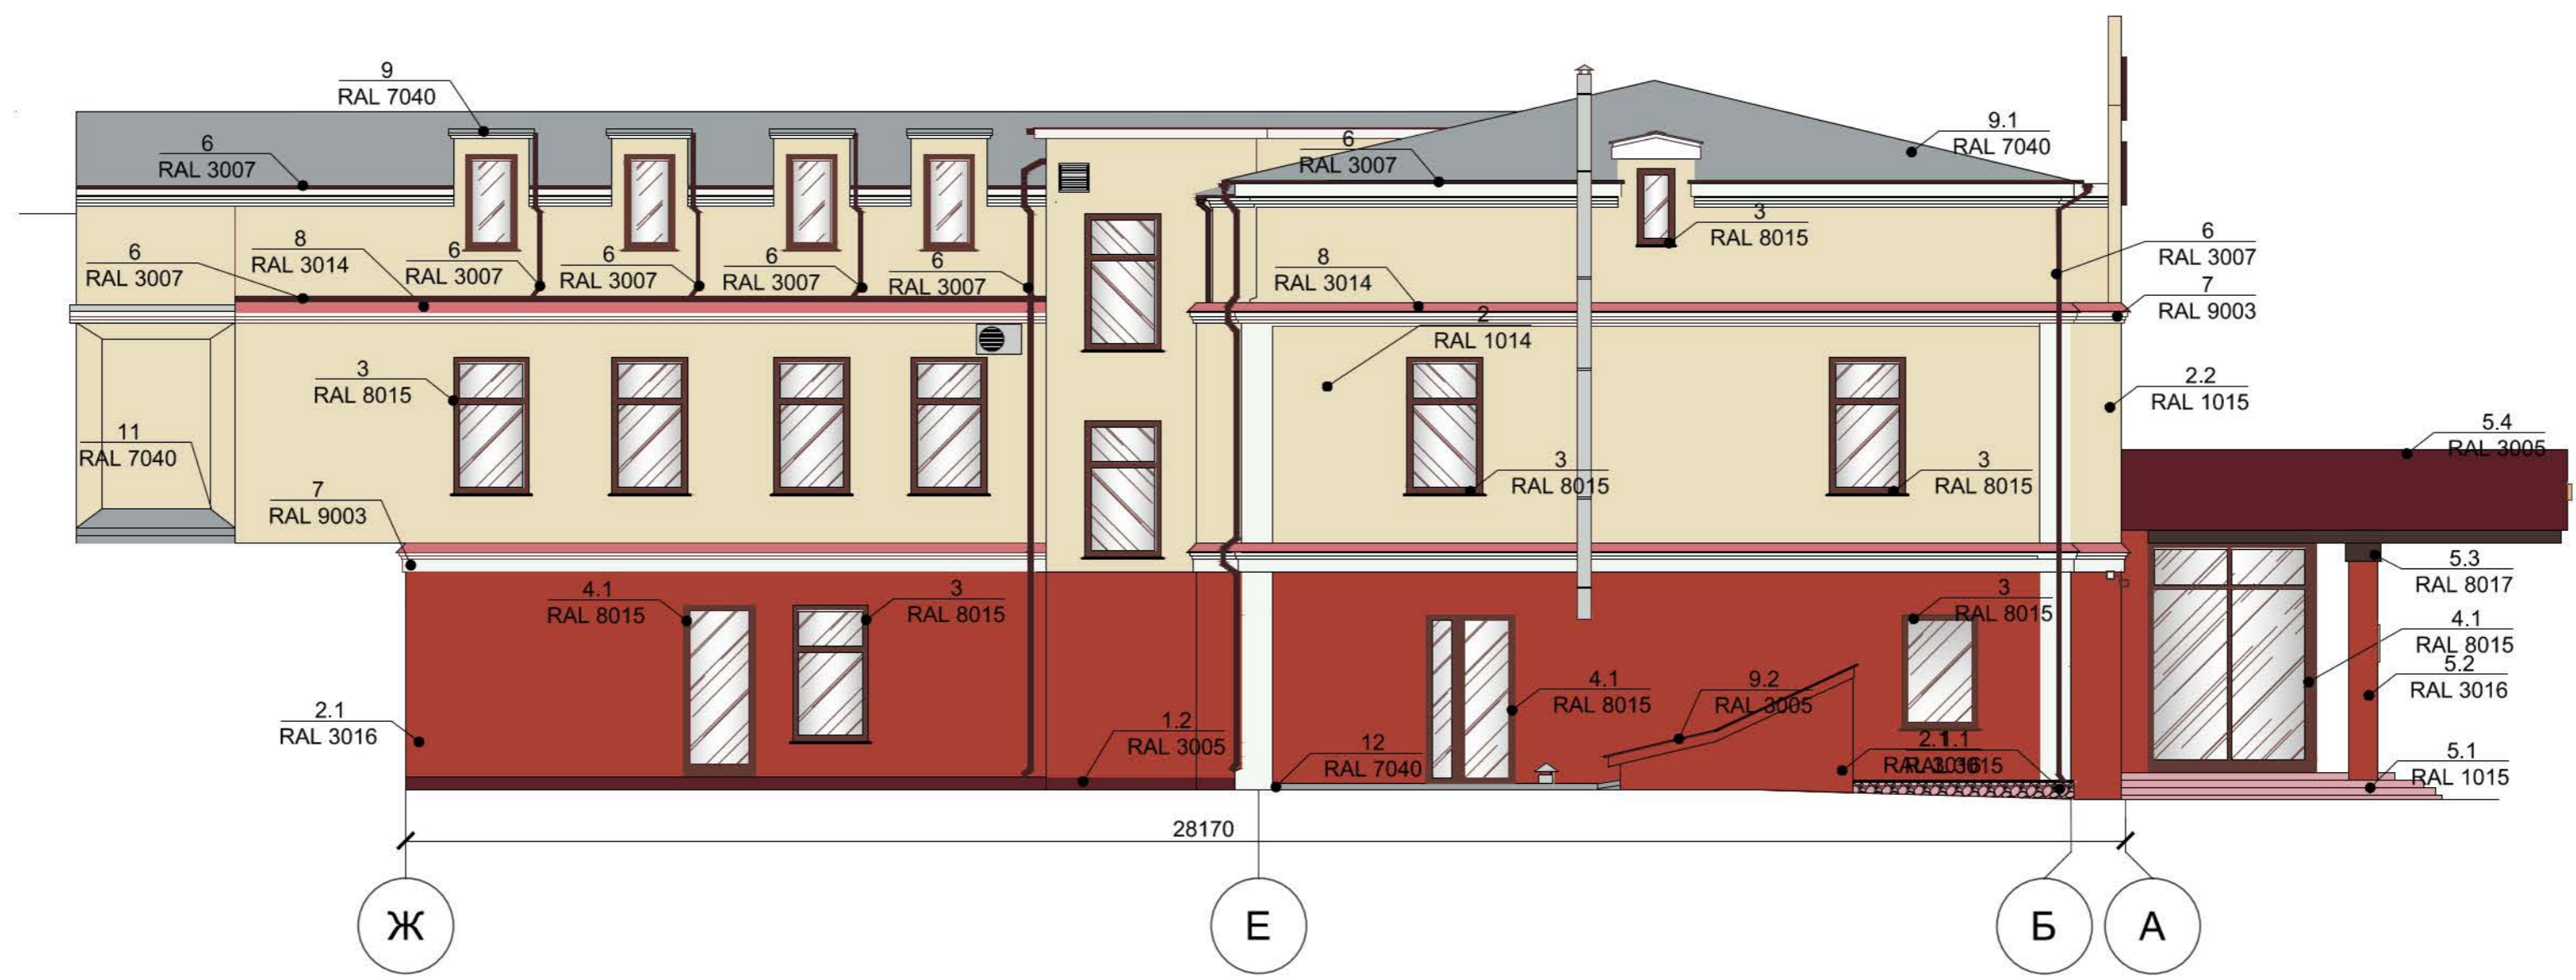 9
RAL 7040
6
RAL 3007
6
RAL 3007
9.1
RAL 7040
3
RAL 8015
6
RAL 3007
8
RAL 3014
6
RAL 3007
6
RAL 3007
6
RAL 3007
6
RAL 3007
8
RAL 3014
6
RAL 3007
7
RAL 9003
2
RAL 1014
3
RAL 8015
2.2
RAL 1015
11
RAL 7040
5.4
RAL 3005
7
RAL 9003
3
RAL 8015
3
RAL 8015
4.1
RAL 8015
3
RAL 8015
3
RAL 8015
5.3
RAL 8017
4.1
RAL 8015
5.2
RAL 3016
2.1
RAL 3016
1.2
RAL 3005
4.1
RAL 8015
9.2
RAL 3005
12
RAL 7040
2.1
1.1
5.1
RAL 1015
28170
Ж
Е
Б
А